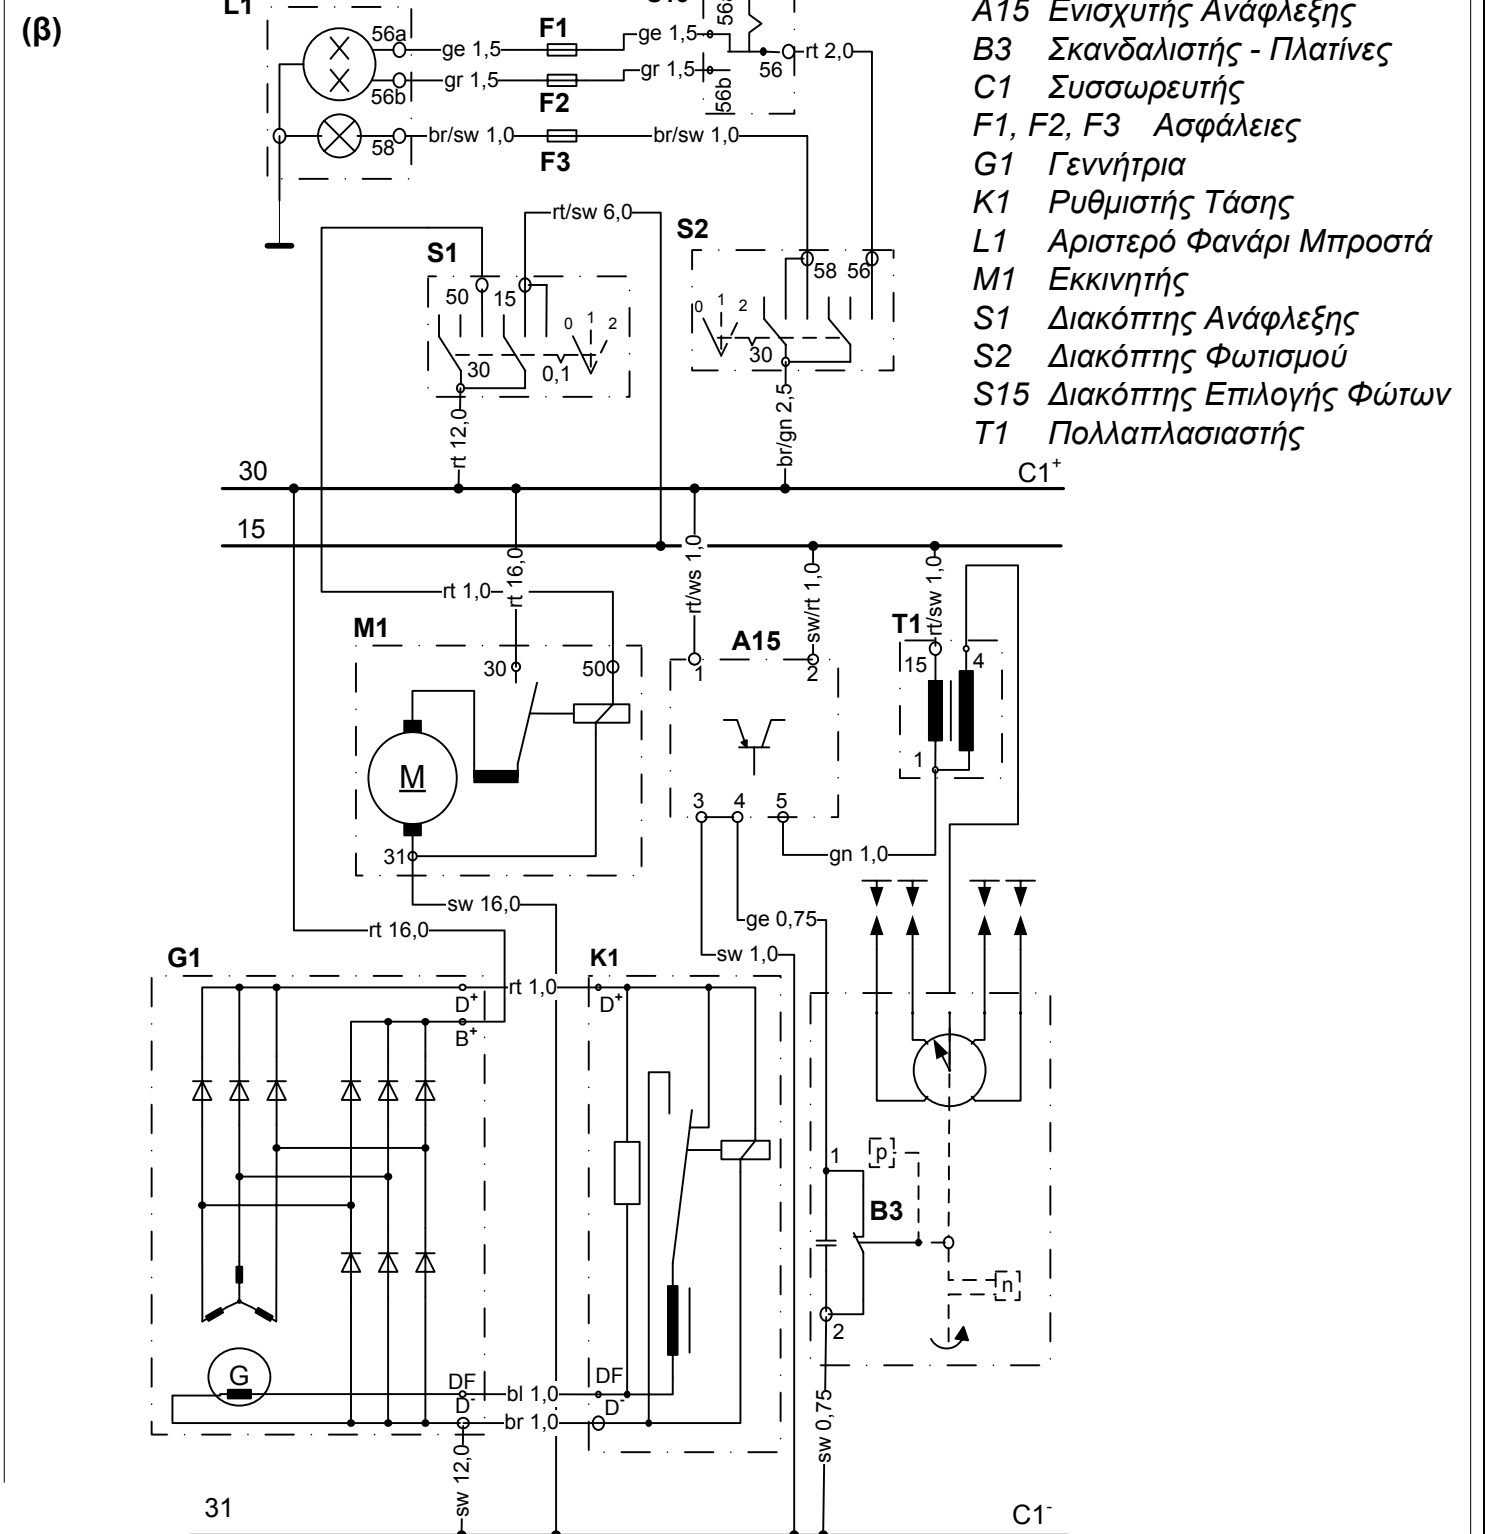 (β)
L1
A15 Ενισχυτής Ανάφλεξης
B3 Σκανδαλιστής - Πλατίνες
C1 Συσσωρευτής
F1, F2, F3 Ασφάλειες
G1 Γεννήτρια
K1 Ρυθμιστής Τάσης
L1 Αριστερό Φανάρι Μπροστά
M1 Εκκινητής
S1 Διακόπτης Ανάφλεξης
S2 Διακόπτης Φωτισμού
S15 Διακόπτης Επιλογής Φώτων
T1 Πολλαπλασιαστής
56a
ge 1,5
F1
ge 1,5
56a
56
rt 2,0
56b
gr 1,5
F2
gr 1,5
56b
58
br/sw 1,0
F3
br/sw 1,0
rt/sw 6,0
S1
50
15
0
1
2
30
0,1
rt 12,0
S2
58
56
0
1
2
30
br/gn 2,5
30
C1+
15
rt 1,0
rt 16,0
rt/ws 1,0
sw/rt 1,0
rt/sw 1,0
M1
30
50
M
31
A15
1
2
3
4
5
T1
15
4
1
gn 1,0
sw 16,0
rt 16,0
ge 0,75
sw 1,0
G1
D+
rt 1,0
B+
K1
D+
G
DF
bl 1,0
DF
D-
br 1,0
D-
1
p
B3
n
2
sw 12,0
sw 0,75
31
C1-